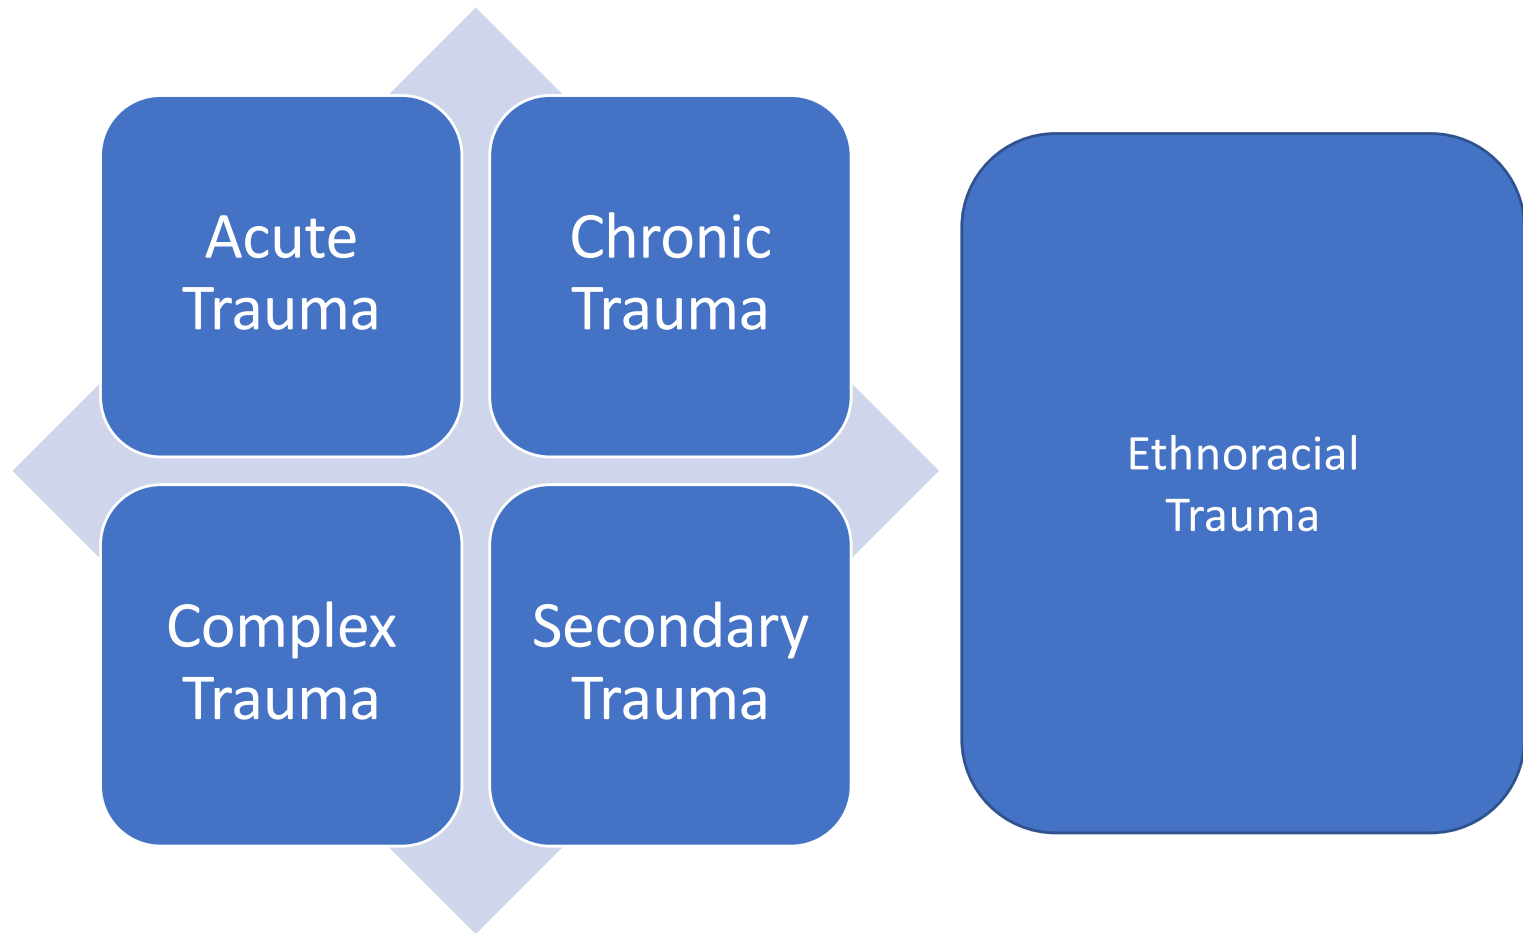 Acute
Trauma
Chronic
Trauma
Complex
Trauma
Secondary
Trauma
Ethnoracial
Trauma